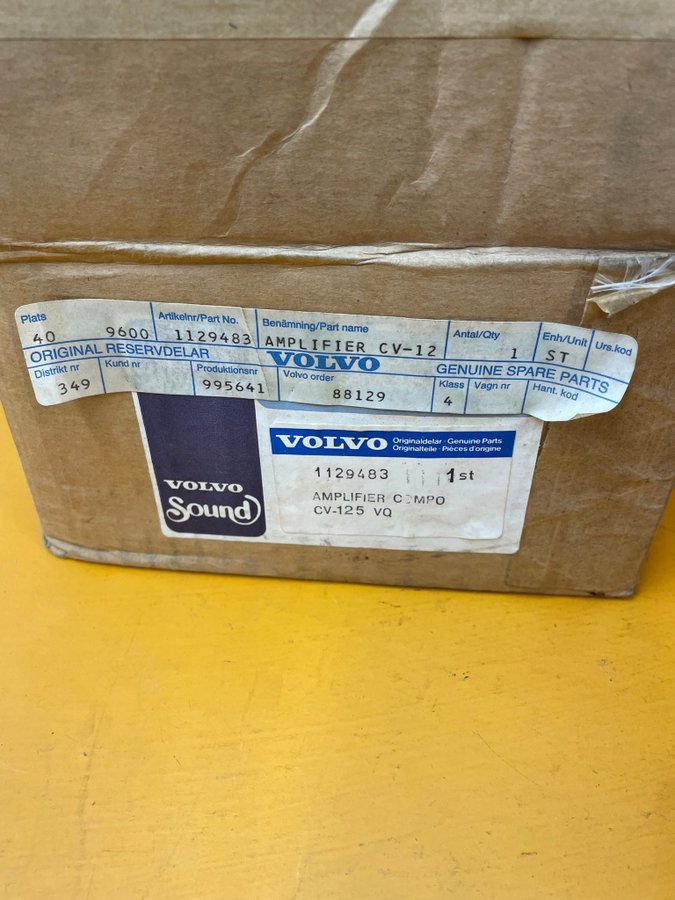 Plats Artikelnr/Part No. Benämning/Part name Antal/Qty Enh/Unit Urs.kod
40 9600 1129483 AMPLIFIER CV-12 1 ST
ORIGINAL RESERVDELAR VOLVO GENUINE SPARE PARTS
Distrikt nr Kund nr Produktionsnr Volvo order Klass Vagn nr Hant. kod
349 995641 88129 4
VOLVO
Sound
VOLVO Originaldelar · Genuine Parts
Originalteile · Pièces d'origine
1129483 1st
AMPLIFIER COMPO
CV-125 VQ